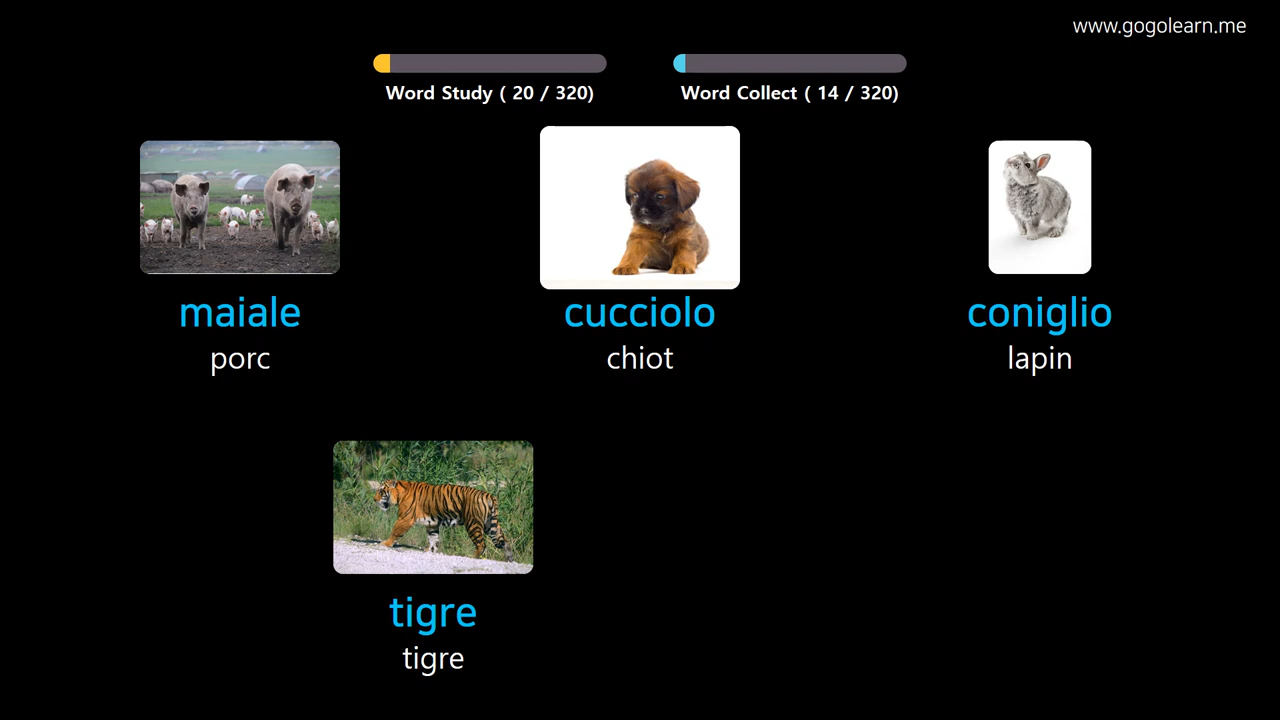 www.gogolearn.me
Word Study ( 20 / 320)
Word Collect ( 14 / 320)
maiale
porc
cucciolo
chiot
coniglio
lapin
tigre
tigre